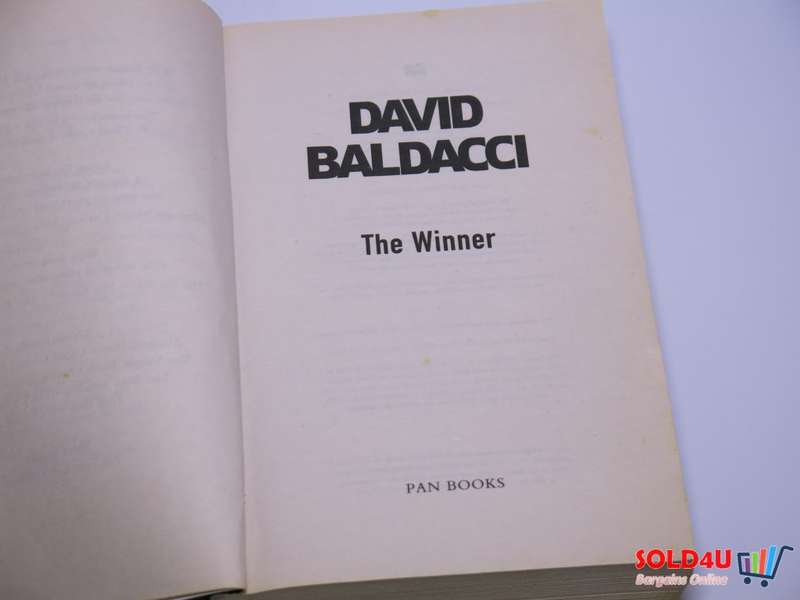 DAVID
BALDACCI
The Winner
PAN BOOKS
SOLD4U
Bargains Online